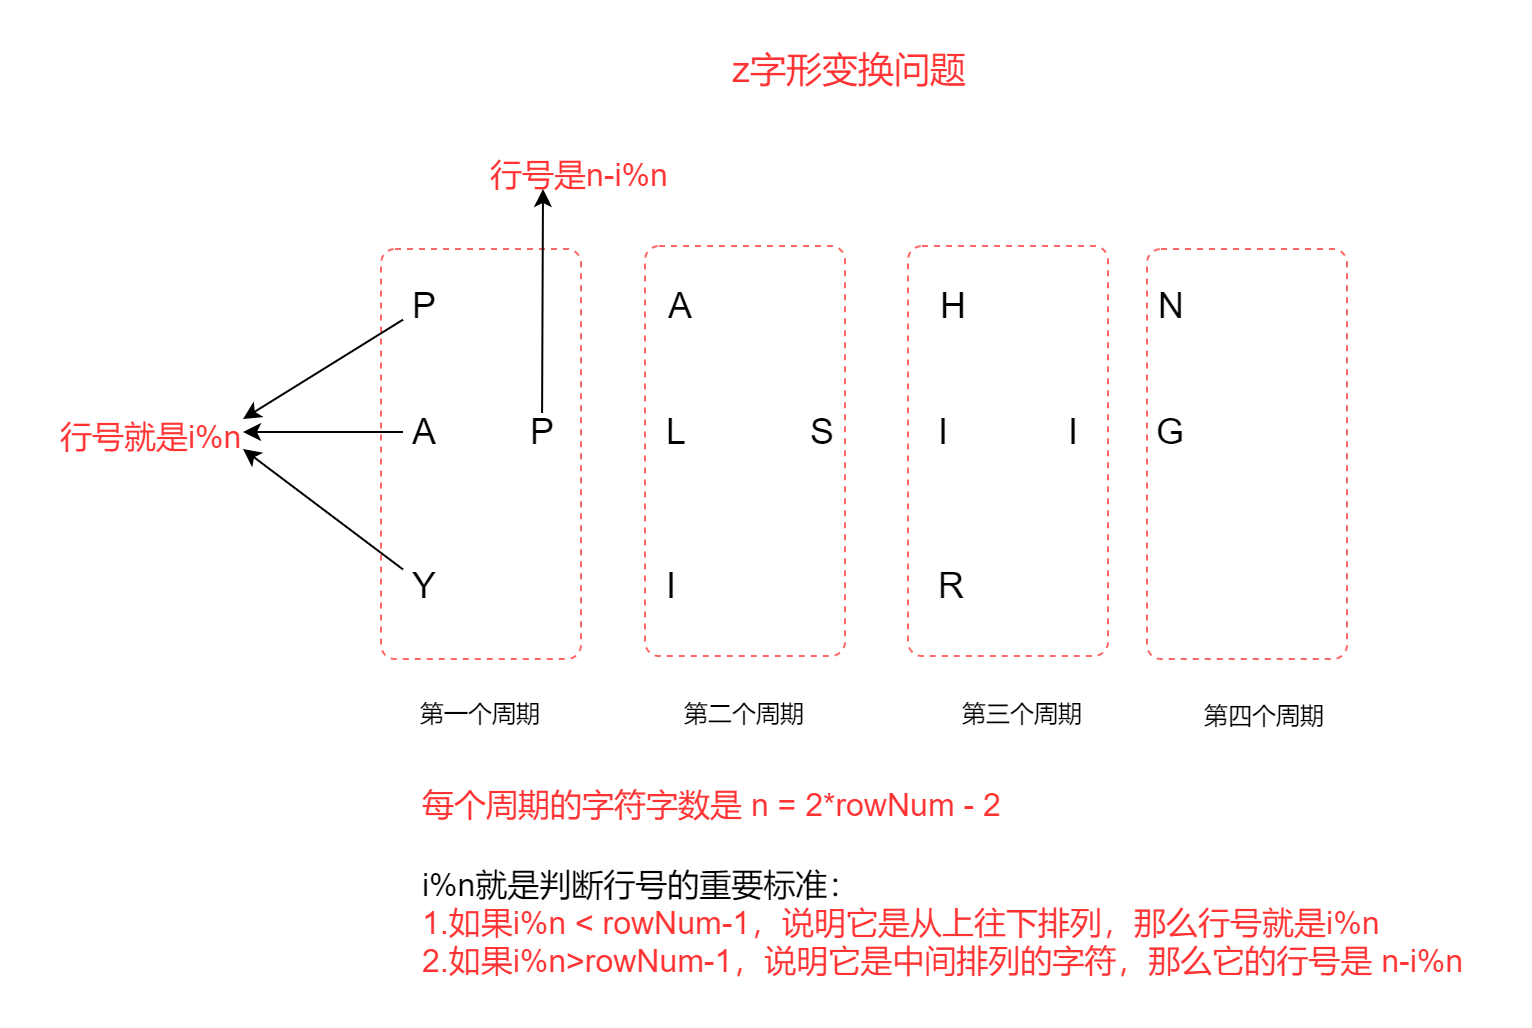 z字形变换问题
行号是n-i%n
P A H N
行号就是i%n
A P L S I I G
Y I R
第一个周期 第二个周期 第三个周期 第四个周期
每个周期的字符字数是 n = 2*rowNum - 2
i%n就是判断行号的重要标准：
1.如果i%n < rowNum-1，说明它是从上往下排列，那么行号就是i%n
2.如果i%n>rowNum-1，说明它是中间排列的字符，那么它的行号是 n-i%n